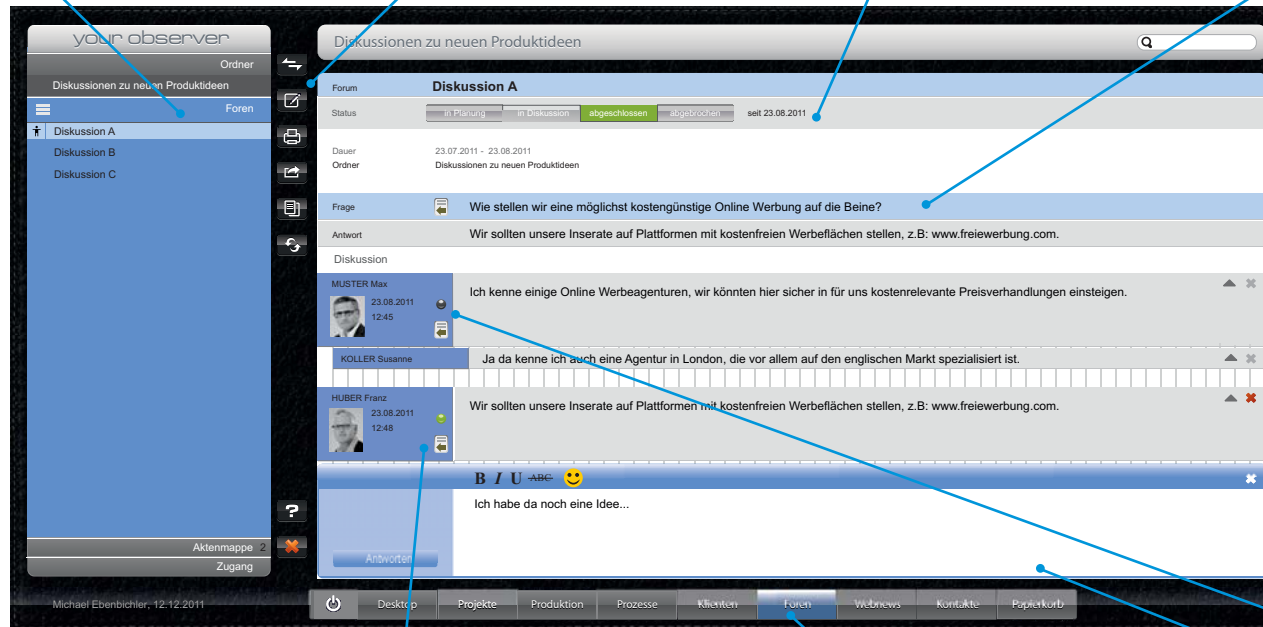 your observer
Ordner
Diskussionen zu neuen Produktideen
Foren
Diskussion A
Diskussion B
Diskussion C
Aktenmappe 2
Zugang
Michael Ebenbichler, 12.12.2011
Diskussionen zu neuen Produktideen
Forum Diskussion A
Status in Planung in Diskussion abgeschlossen abgebrochen seit 23.08.2011
Dauer 23.07.2011 - 23.08.2011
Ordner Diskussionen zu neuen Produktideen
Frage Wie stellen wir eine möglichst kostengünstige Online Werbung auf die Beine?
Antwort Wir sollten unsere Inserate auf Plattformen mit kostenfreien Werbeflächen stellen, z.B: www.freiewerbung.com.
Diskussion
MUSTER Max
23.08.2011
12:45
Ich kenne einige Online Werbeagenturen, wir könnten hier sicher in für uns kostenrelevante Preisverhandlungen einsteigen.
KOLLER Susanne Ja da kenne ich auch eine Agentur in London, die vor allem auf den englischen Markt spezialisiert ist.
HUBER Franz
23.08.2011
12:48
Wir sollten unsere Inserate auf Plattformen mit kostenfreien Werbeflächen stellen, z.B: www.freiewerbung.com.
B I U ABC
Ich habe da noch eine Idee...
Antworten
?
Desktop Projekte Produktion Prozesse Klienten Foren Webnews Kontakte Papierkorb